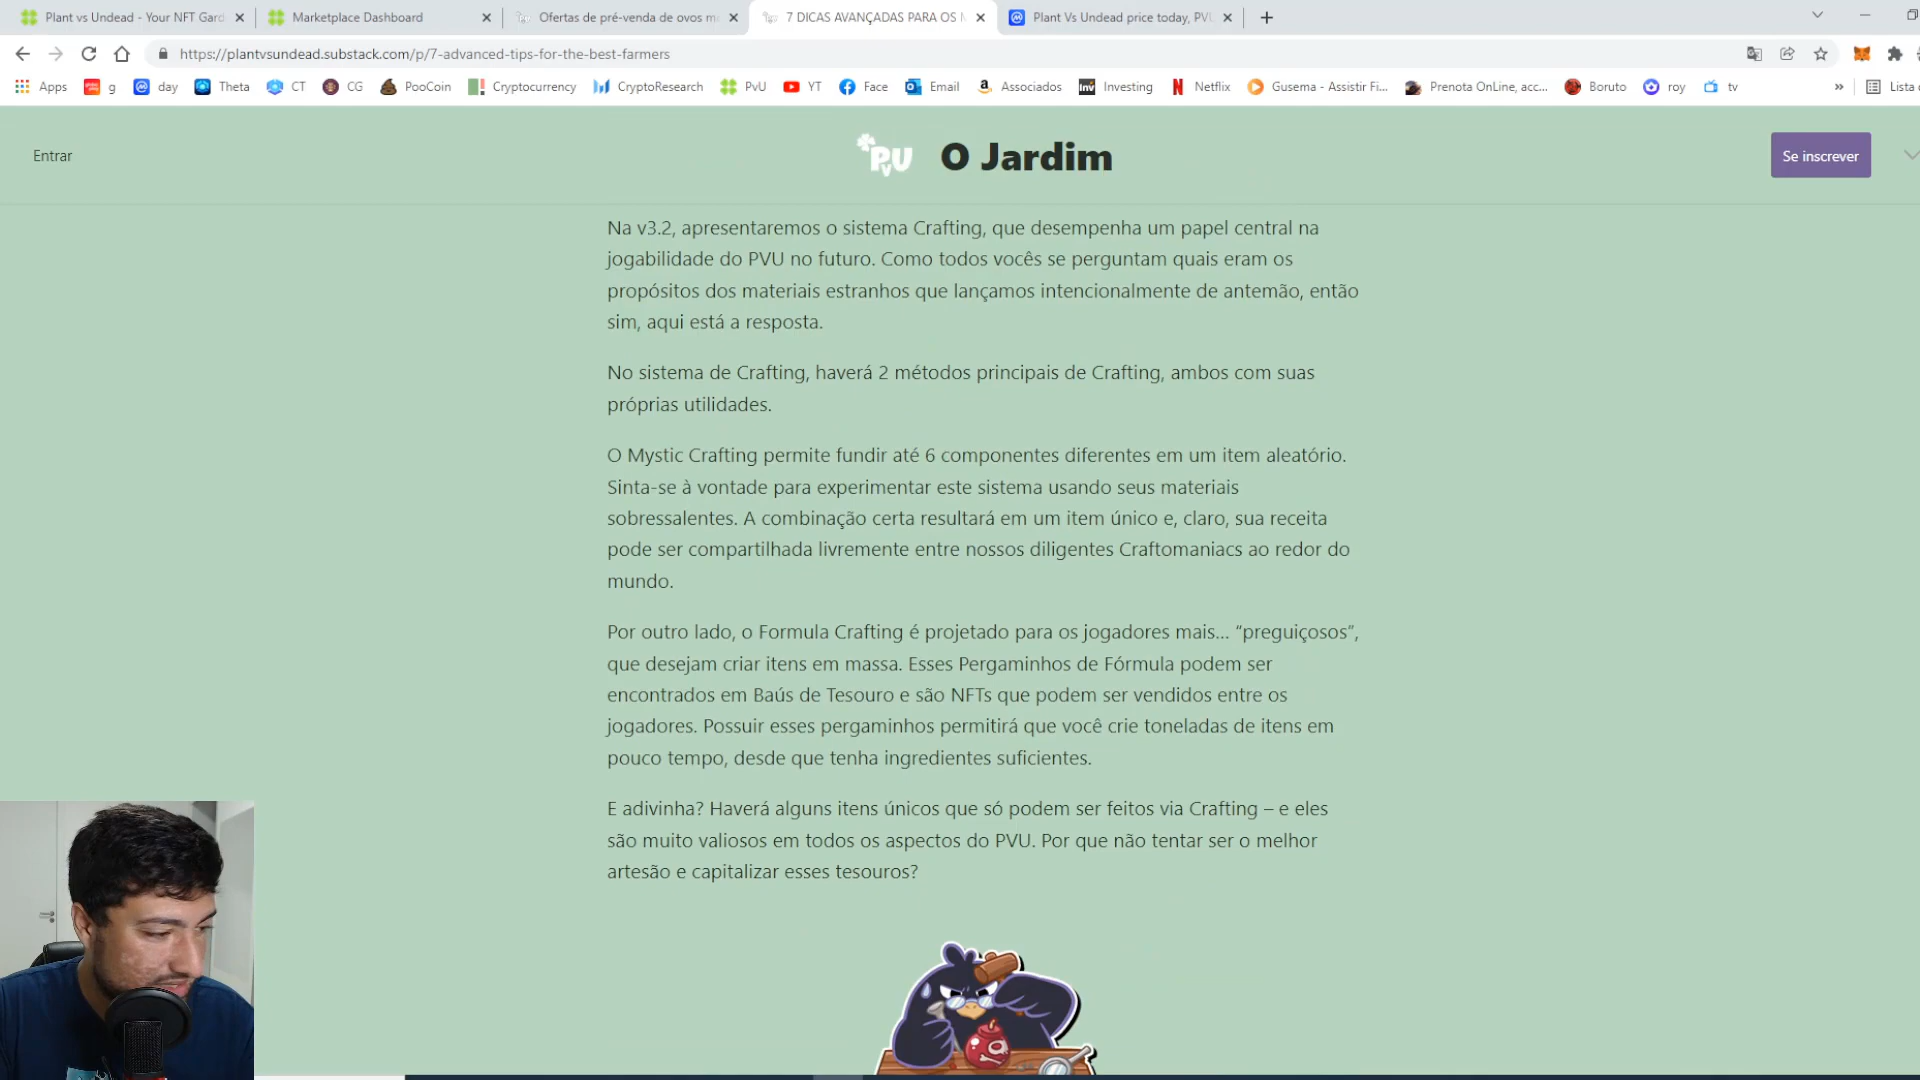 Plant vs Undead - Your NFT Gard
Marketplace Dashboard
Ofertas de pré-venda de ovos m
7 DICAS AVANÇADAS PARA OS
Plant Vs Undead price today, PVU
https://plantvsundead.substack.com/p/7-advanced-tips-for-the-best-farmers
Apps g day Theta CT CG PooCoin Cryptocurrency CryptoResearch PvU YT Face Email Associados Investing Netflix Gusema - Assistir Fi... Prenota OnLine, acc... Boruto roy tv » Lista
Entrar
PvU O Jardim
Se inscrever
Na v3.2, apresentaremos o sistema Crafting, que desempenha um papel central na
jogabilidade do PVU no futuro. Como todos vocês se perguntam quais eram os
propósitos dos materiais estranhos que lançamos intencionalmente de antemão, então
sim, aqui está a resposta.
No sistema de Crafting, haverá 2 métodos principais de Crafting, ambos com suas
próprias utilidades.
O Mystic Crafting permite fundir até 6 componentes diferentes em um item aleatório.
Sinta-se à vontade para experimentar este sistema usando seus materiais
sobressalentes. A combinação certa resultará em um item único e, claro, sua receita
pode ser compartilhada livremente entre nossos diligentes Craftomaniacs ao redor do
mundo.
Por outro lado, o Formula Crafting é projetado para os jogadores mais... “preguiçosos”,
que desejam criar itens em massa. Esses Pergaminhos de Fórmula podem ser
encontrados em Baús de Tesouro e são NFTs que podem ser vendidos entre os
jogadores. Possuir esses pergaminhos permitirá que você crie toneladas de itens em
pouco tempo, desde que tenha ingredientes suficientes.
E adivinha? Haverá alguns itens únicos que só podem ser feitos via Crafting – e eles
são muito valiosos em todos os aspectos do PVU. Por que não tentar ser o melhor
artesão e capitalizar esses tesouros?